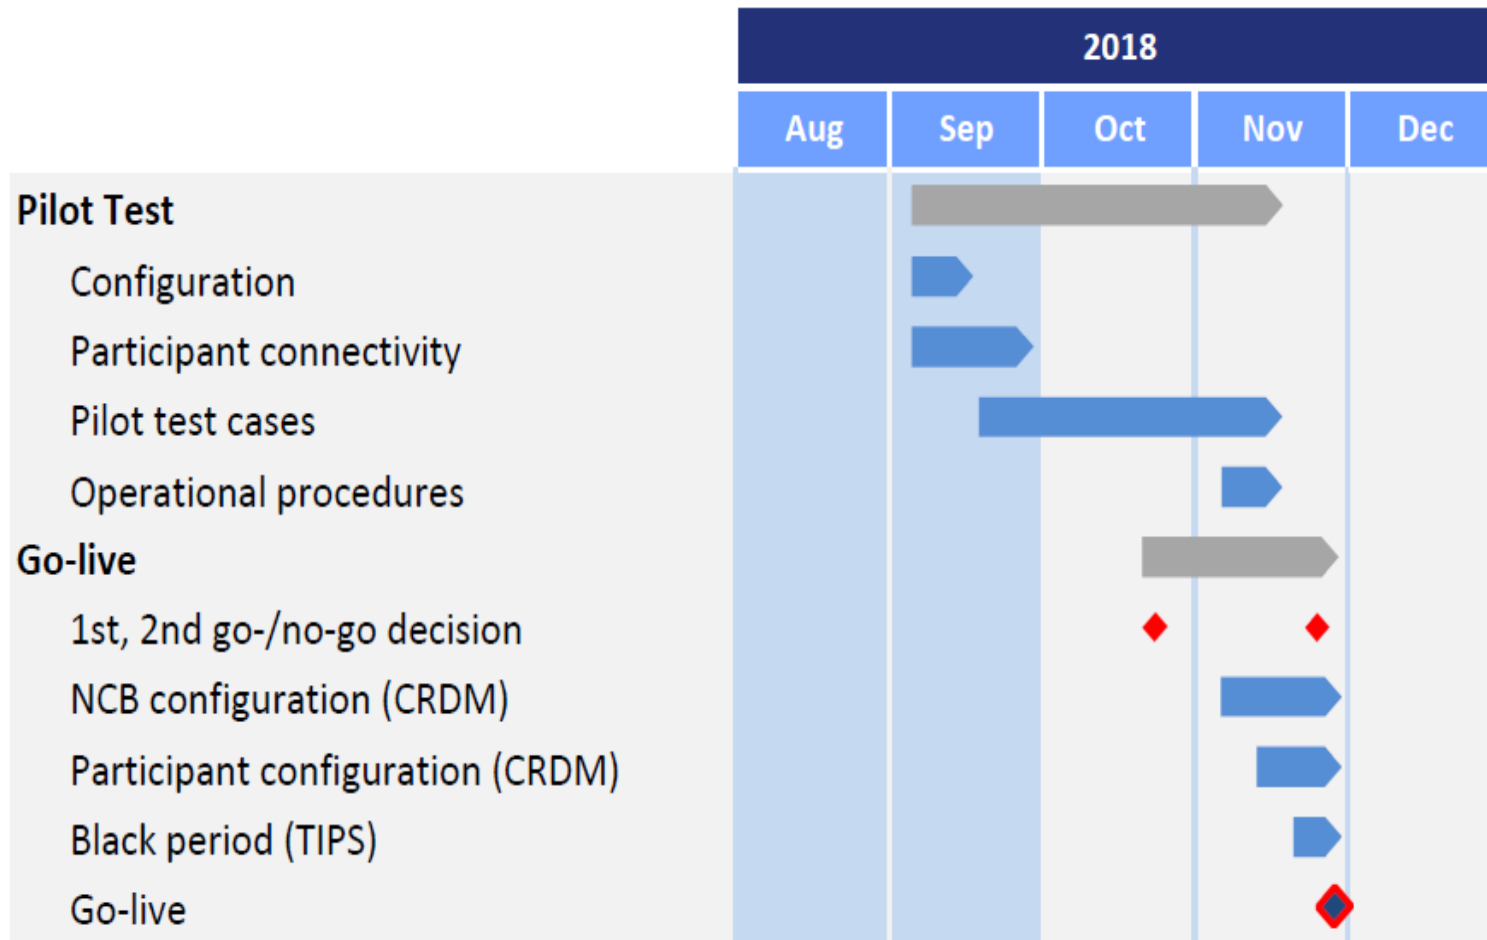 2018
Aug Sep Oct Nov Dec
Pilot Test
Configuration
Participant connectivity
Pilot test cases
Operational procedures
Go-live
1st, 2nd go-/no-go decision
NCB configuration (CRDM)
Participant configuration (CRDM)
Black period (TIPS)
Go-live